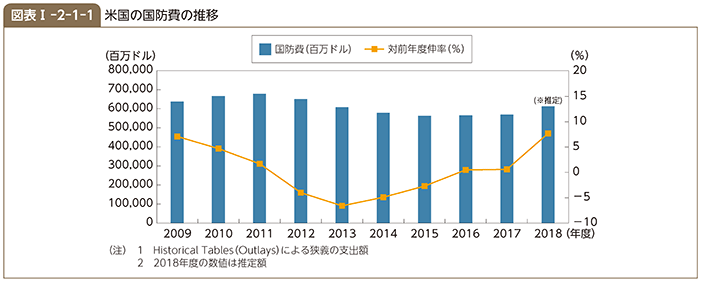 図表Ⅰ-2-1-1 米国の国防費の推移
(百万ドル) 国防費(百万ドル) 対前年度伸率(%) (%)
800,000
700,000
600,000
500,000
400,000
300,000
200,000
100,000
0
20
15
10
5
0
−5
−10
(※推定)
2009 2010 2011 2012 2013 2014 2015 2016 2017 2018 (年度)
(注) 1 Historical Tables(Outlays)による狭義の支出額
2 2018年度の数値は推定額